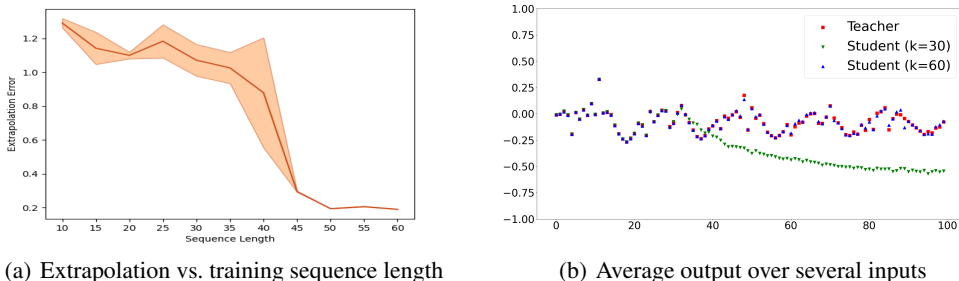 1.2
1.0
0.8
0.6
0.4
0.2
Extrapolation Error
10 15 20 25 30 35 40 45 50 55 60
Sequence Length
(a) Extrapolation vs. training sequence length
1.00
0.75
0.50
0.25
0.00
−0.25
−0.50
−0.75
−1.00
Teacher
Student (k=30)
Student (k=60)
0 20 40 60 80 100
(b) Average output over several inputs